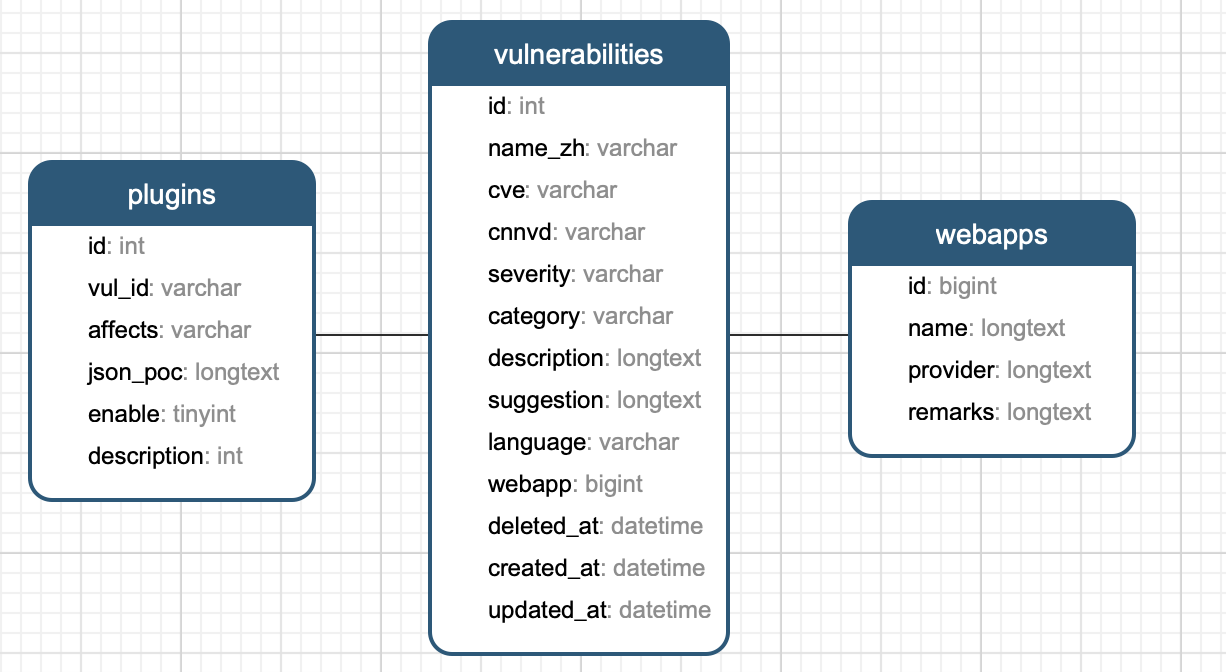 plugins
id: int
vul_id: varchar
affects: varchar
json_poc: longtext
enable: tinyint
description: int
vulnerabilities
id: int
name_zh: varchar
cve: varchar
cnnvd: varchar
severity: varchar
category: varchar
description: longtext
suggestion: longtext
language: varchar
webapp: bigint
deleted_at: datetime
created_at: datetime
updated_at: datetime
webapps
id: bigint
name: longtext
provider: longtext
remarks: longtext